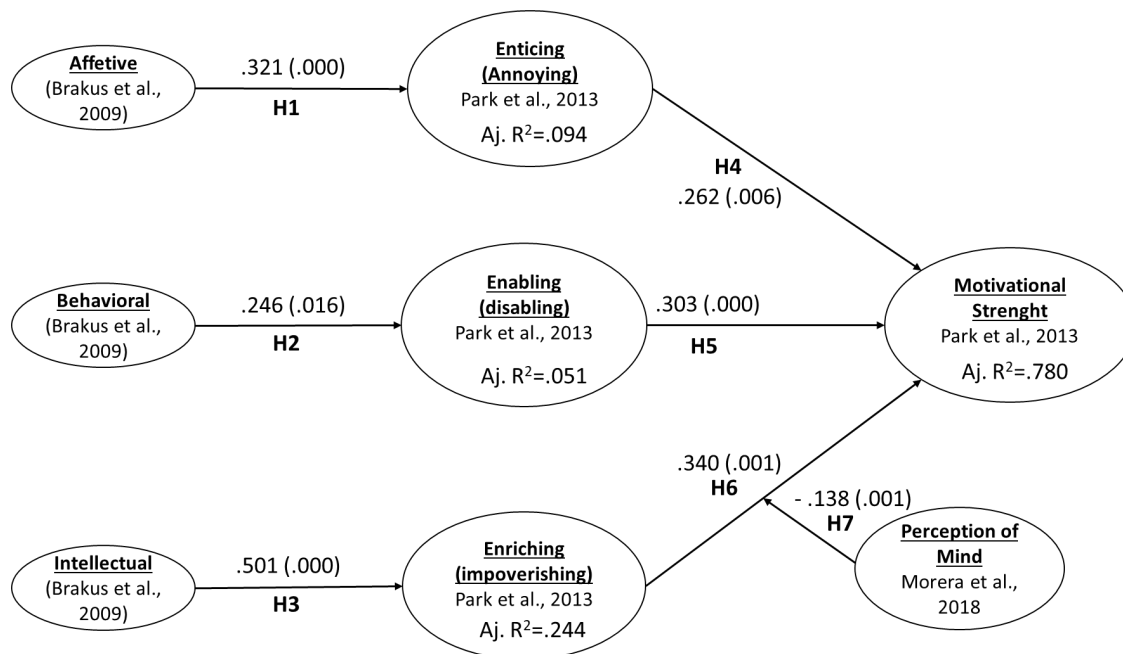 Affetive
(Brakus et al.,
2009)
.321 (.000)
H1
Enticing
(Annoying)
Park et al., 2013
Aj. R²=.094
H4
.262 (.006)
Behavioral
(Brakus et al.,
2009)
.246 (.016)
H2
Enabling
(disabling)
Park et al., 2013
Aj. R²=.051
.303 (.000)
H5
Motivational
Strenght
Park et al., 2013
Aj. R²=.780
Intellectual
(Brakus et al.,
2009)
.501 (.000)
H3
Enriching
(impoverishing)
Park et al., 2013
Aj. R²=.244
.340 (.001)
H6
- .138 (.001)
H7
Perception of
Mind
Morera et al.,
2018